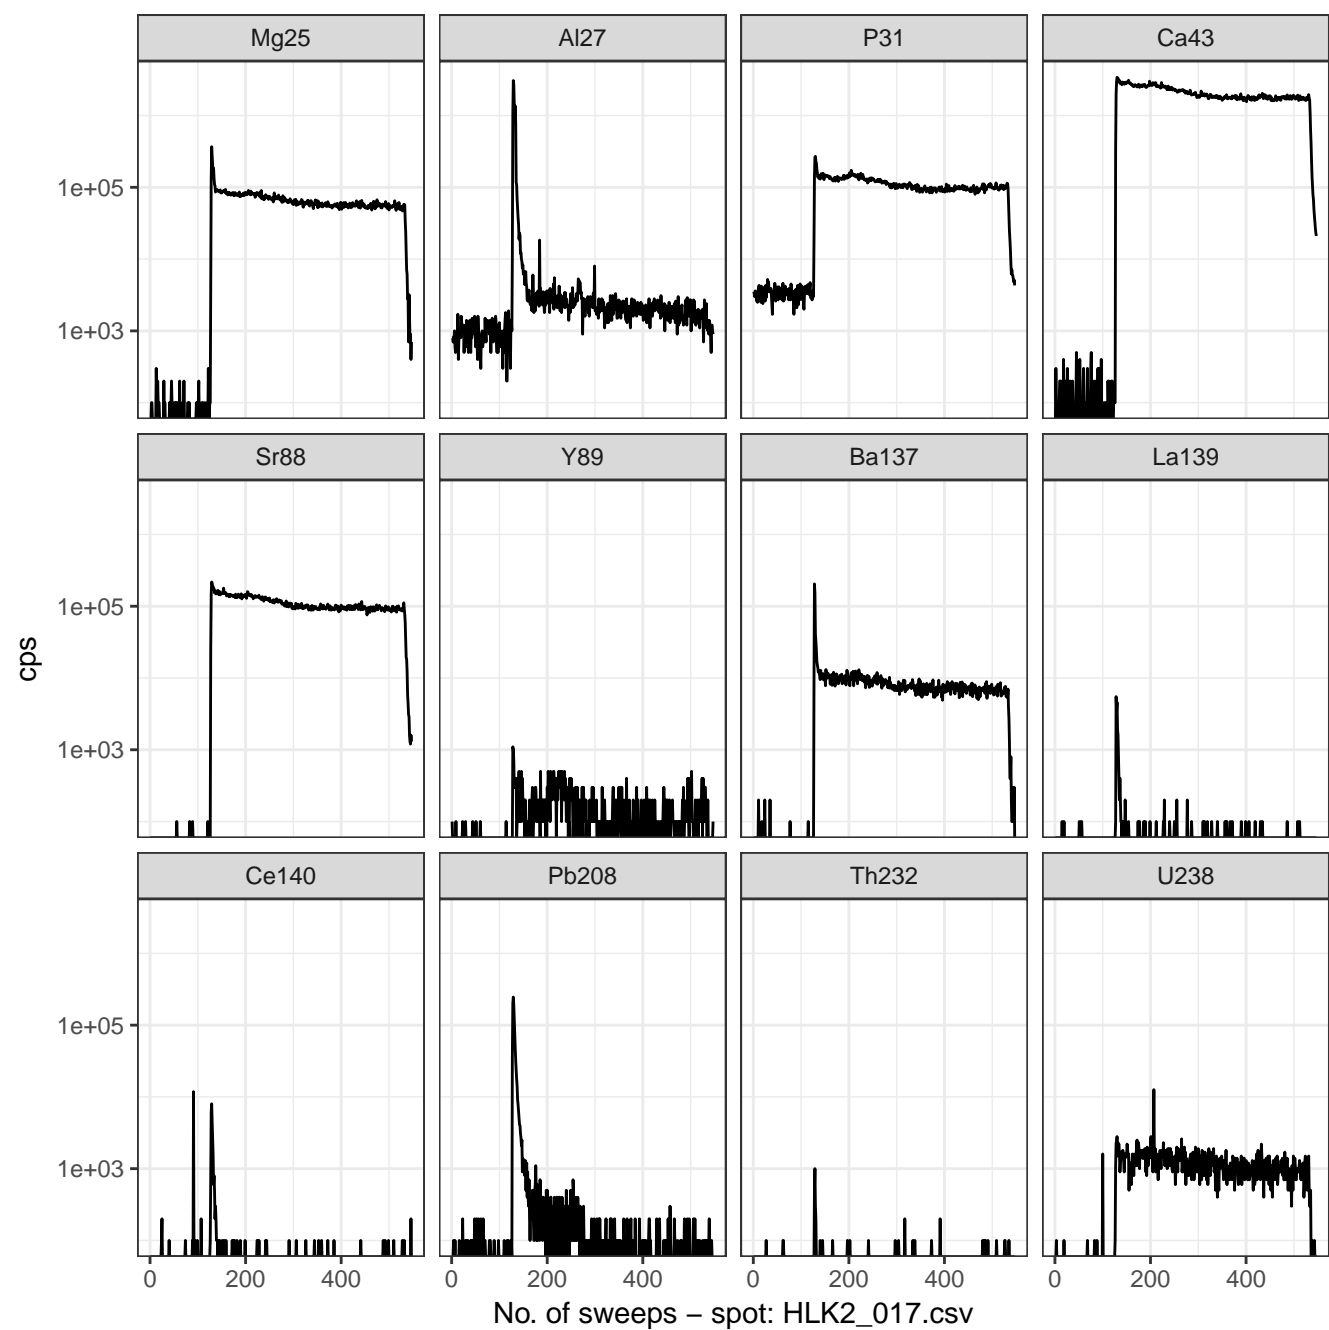 Mg25 Al27 P31 Ca43
1e+05
1e+03
Sr88 Y89 Ba137 La139
1e+05
1e+03
cps
Ce140 Pb208 Th232 U238
1e+05
1e+03
0 200 400 0 200 400 0 200 400 0 200 400
No. of sweeps – spot: HLK2_017.csv